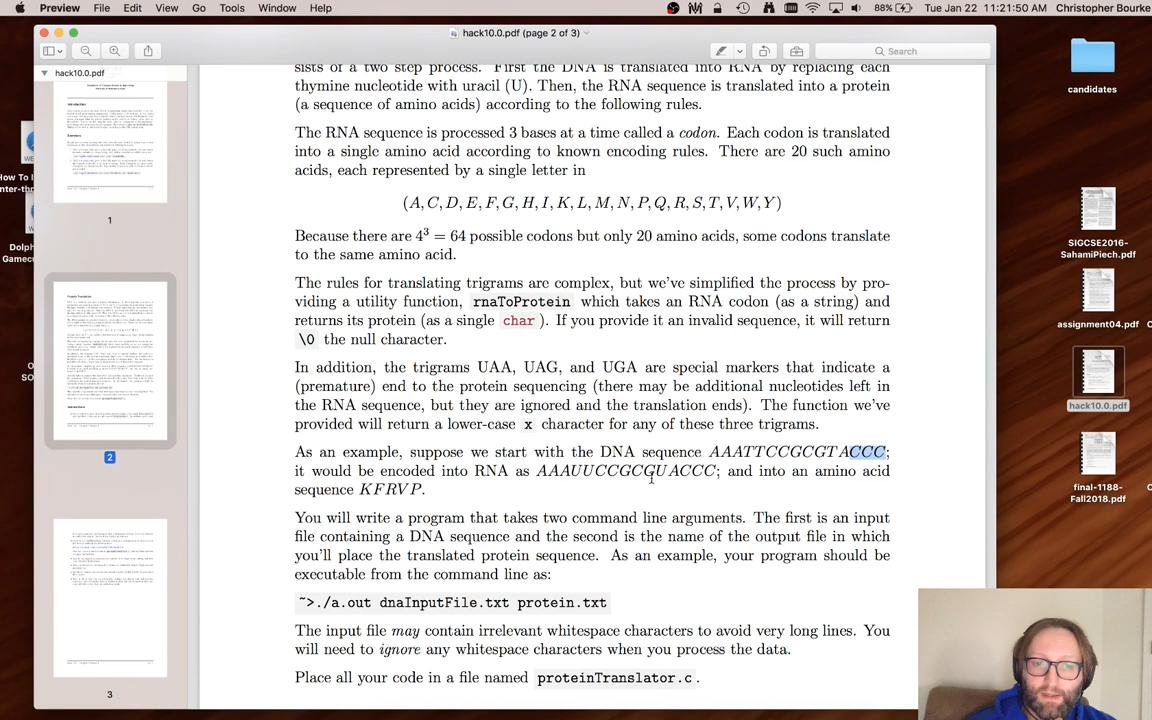 Preview File Edit View Go Tools Window Help
88% Tue Jan 22 11:21:50 AM Christopher Bourke
hack10.0.pdf (page 2 of 3)
Search
hack10.0.pdf
1
2
3
sists of a two step process. First the DNA is translated into RNA by replacing each
thymine nucleotide with uracil (U). Then, the RNA sequence is translated into a protein
(a sequence of amino acids) according to the following rules.
The RNA sequence is processed 3 bases at a time called a codon. Each codon is translated
into a single amino acid according to known encoding rules. There are 20 such amino
acids, each represented by a single letter in
(A, C, D, E, F, G, H, I, K, L, M, N, P, Q, R, S, T, V, W, Y)
Because there are 4³ = 64 possible codons but only 20 amino acids, some codons translate
to the same amino acid.
The rules for translating trigrams are complex, but we've simplified the process by pro-
viding a utility function, rnaToProtein which takes an RNA codon (as a string) and
returns its protein (as a single char ). If you provide it an invalid sequence, it will return
\0 the null character.
In addition, the trigrams UAA, UAG, and UGA are special markers that indicate a
(premature) end to the protein sequencing (there may be additional nucleotides left in
the RNA sequence, but they are ignored and the translation ends). The function we've
provided will return a lower-case x character for any of these three trigrams.
As an example, suppose we start with the DNA sequence AAATTCCGCGTACCC;
it would be encoded into RNA as AAAUUCCGCGUACCC; and into an amino acid
sequence KFRVP.
You will write a program that takes two command line arguments. The first is an input
file containing a DNA sequence and the second is the name of the output file in which
you'll place the translated protein sequence. As an example, your program should be
executable from the command line as:
~>./a.out dnaInputFile.txt protein.txt
The input file may contain irrelevant whitespace characters to avoid very long lines. You
will need to ignore any whitespace characters when you process the data.
Place all your code in a file named proteinTranslator.c .
candidates
SIGCSE2016-
SahamiPiech.pdf
assignment04.pdf
hack10.0.pdf
final-1188-
Fall2018.pdf
How To I
Dolph
Gamecu